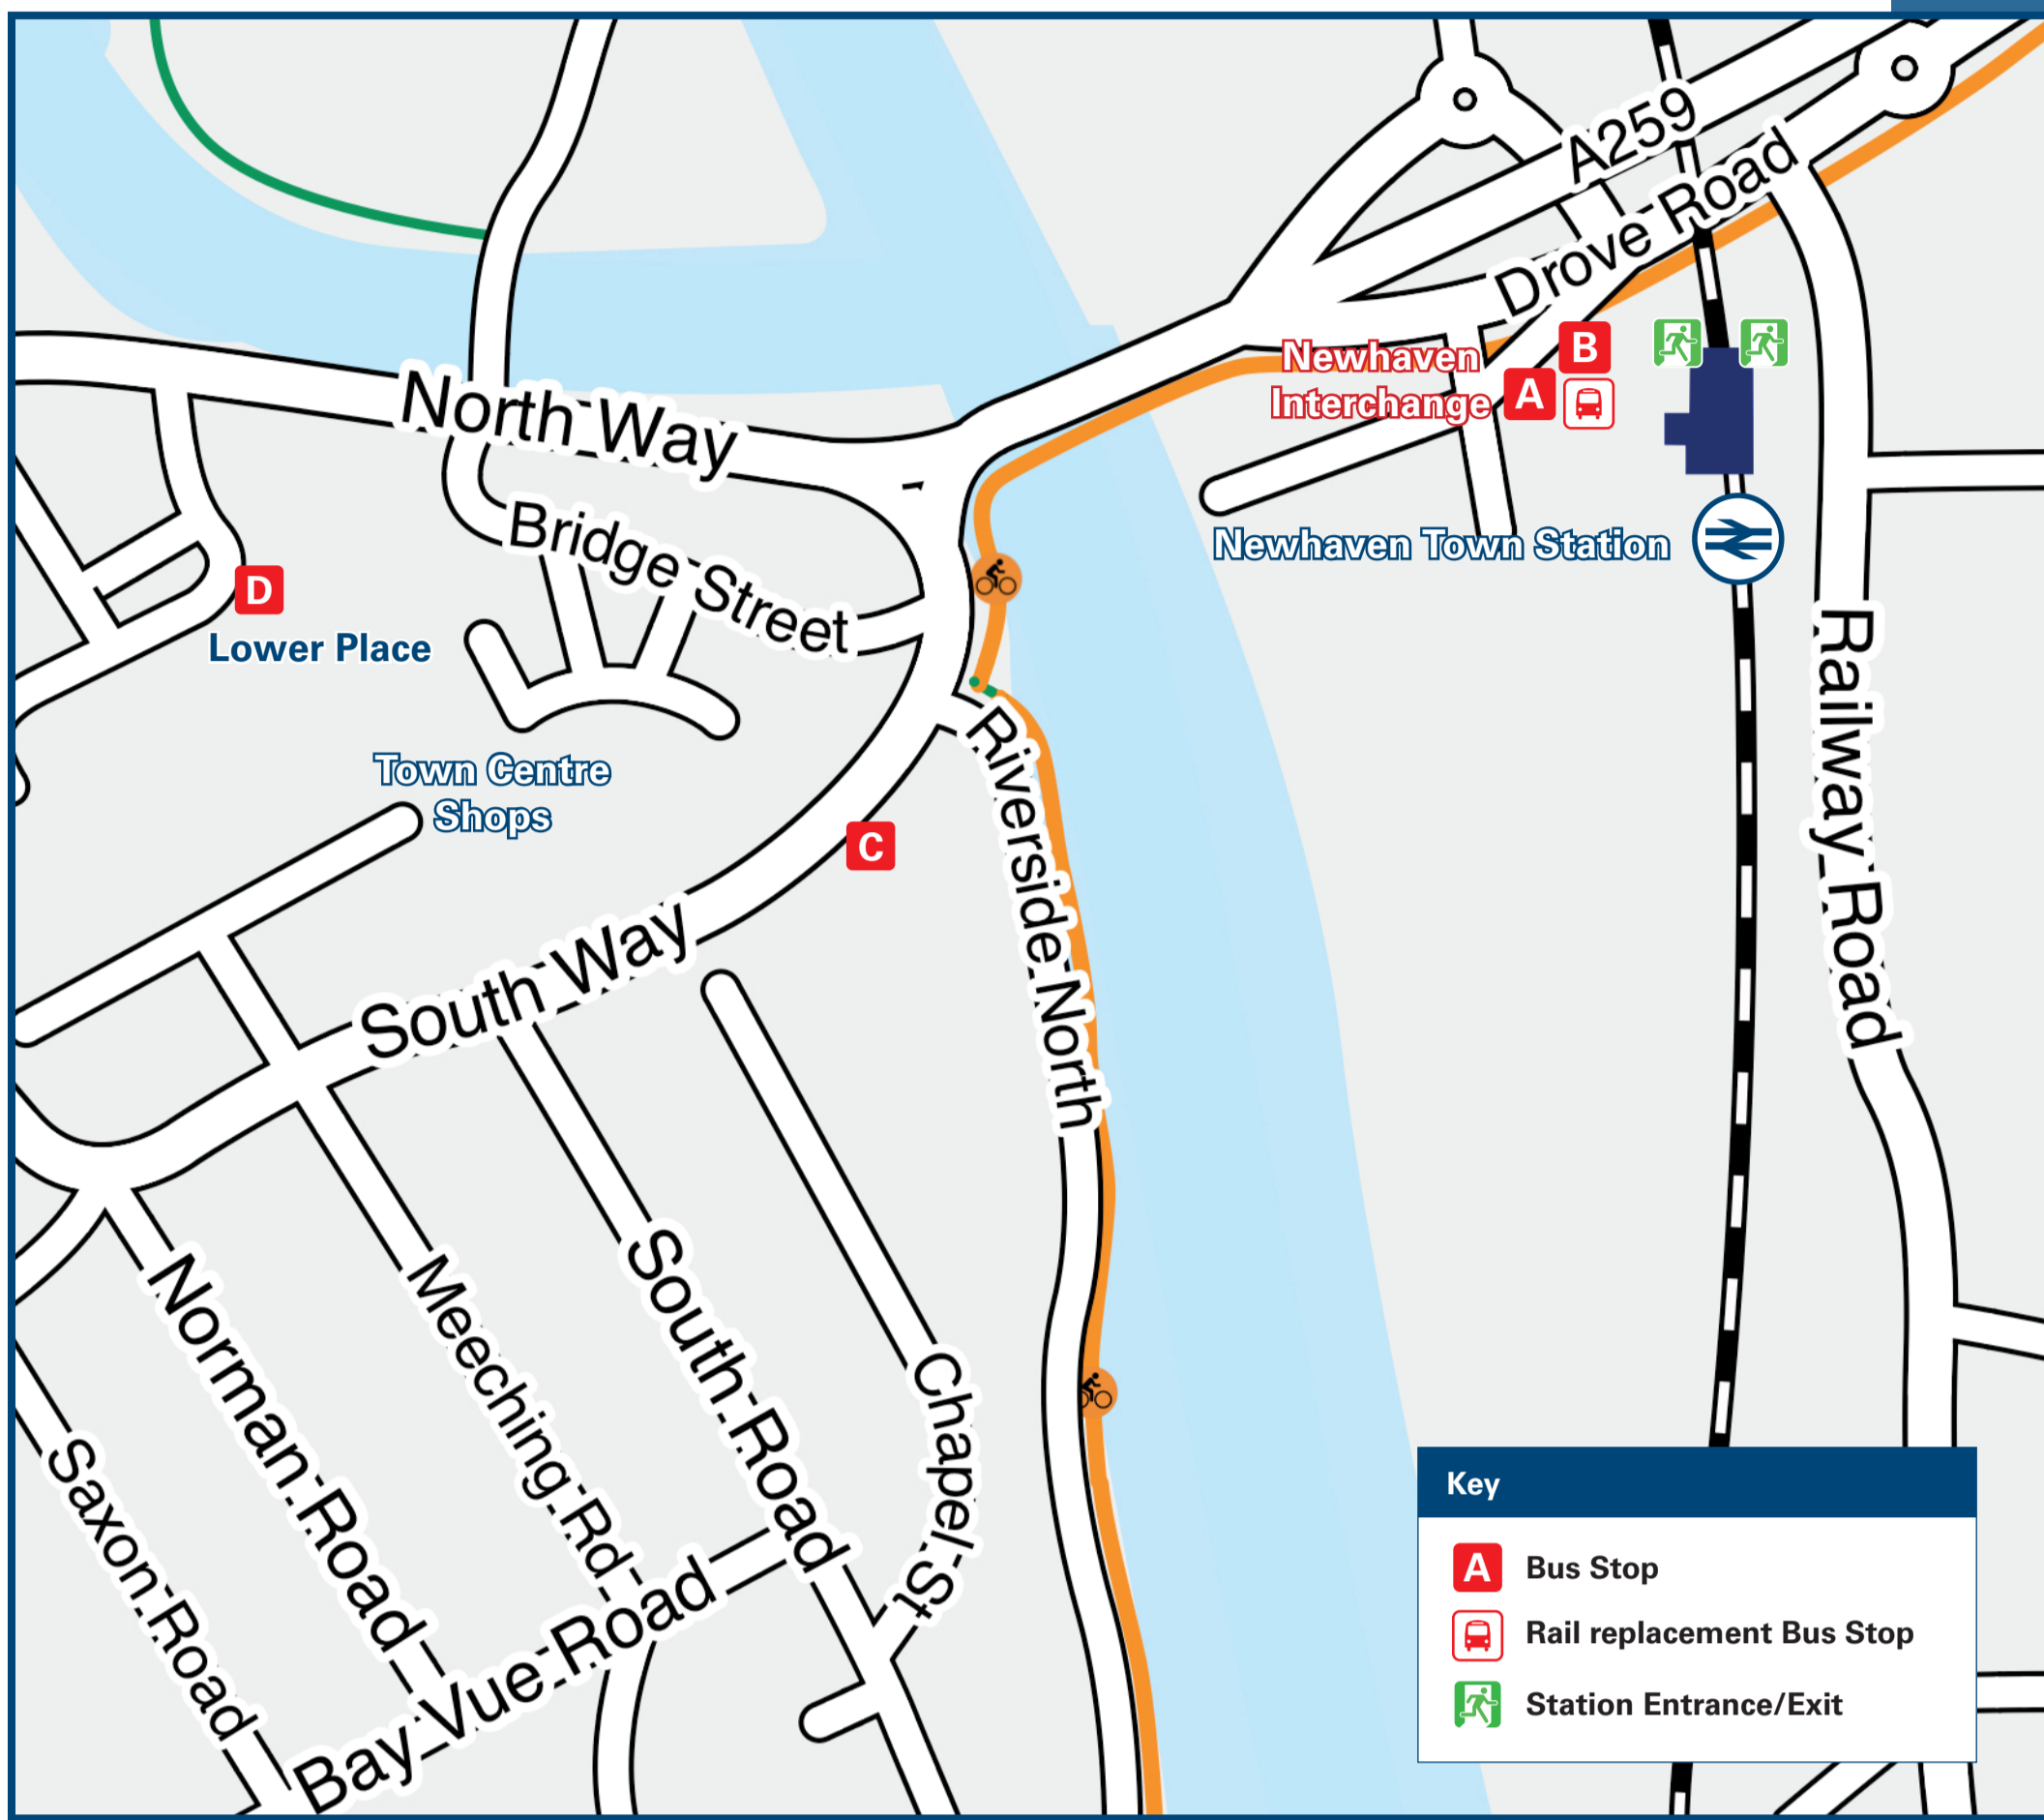 A259
Drove Road
Newhaven
Interchange
B
A
North Way
Bridge Street
Newhaven Town Station
D
Lower Place
Railway Road
Riverside North
Town Centre
Shops
C
South Way
Norman Road
Meeching Rd
South Road
Chapel St
Saxon Road
Bay Vue Road
Key
A Bus Stop
Rail replacement Bus Stop
Station Entrance/Exit